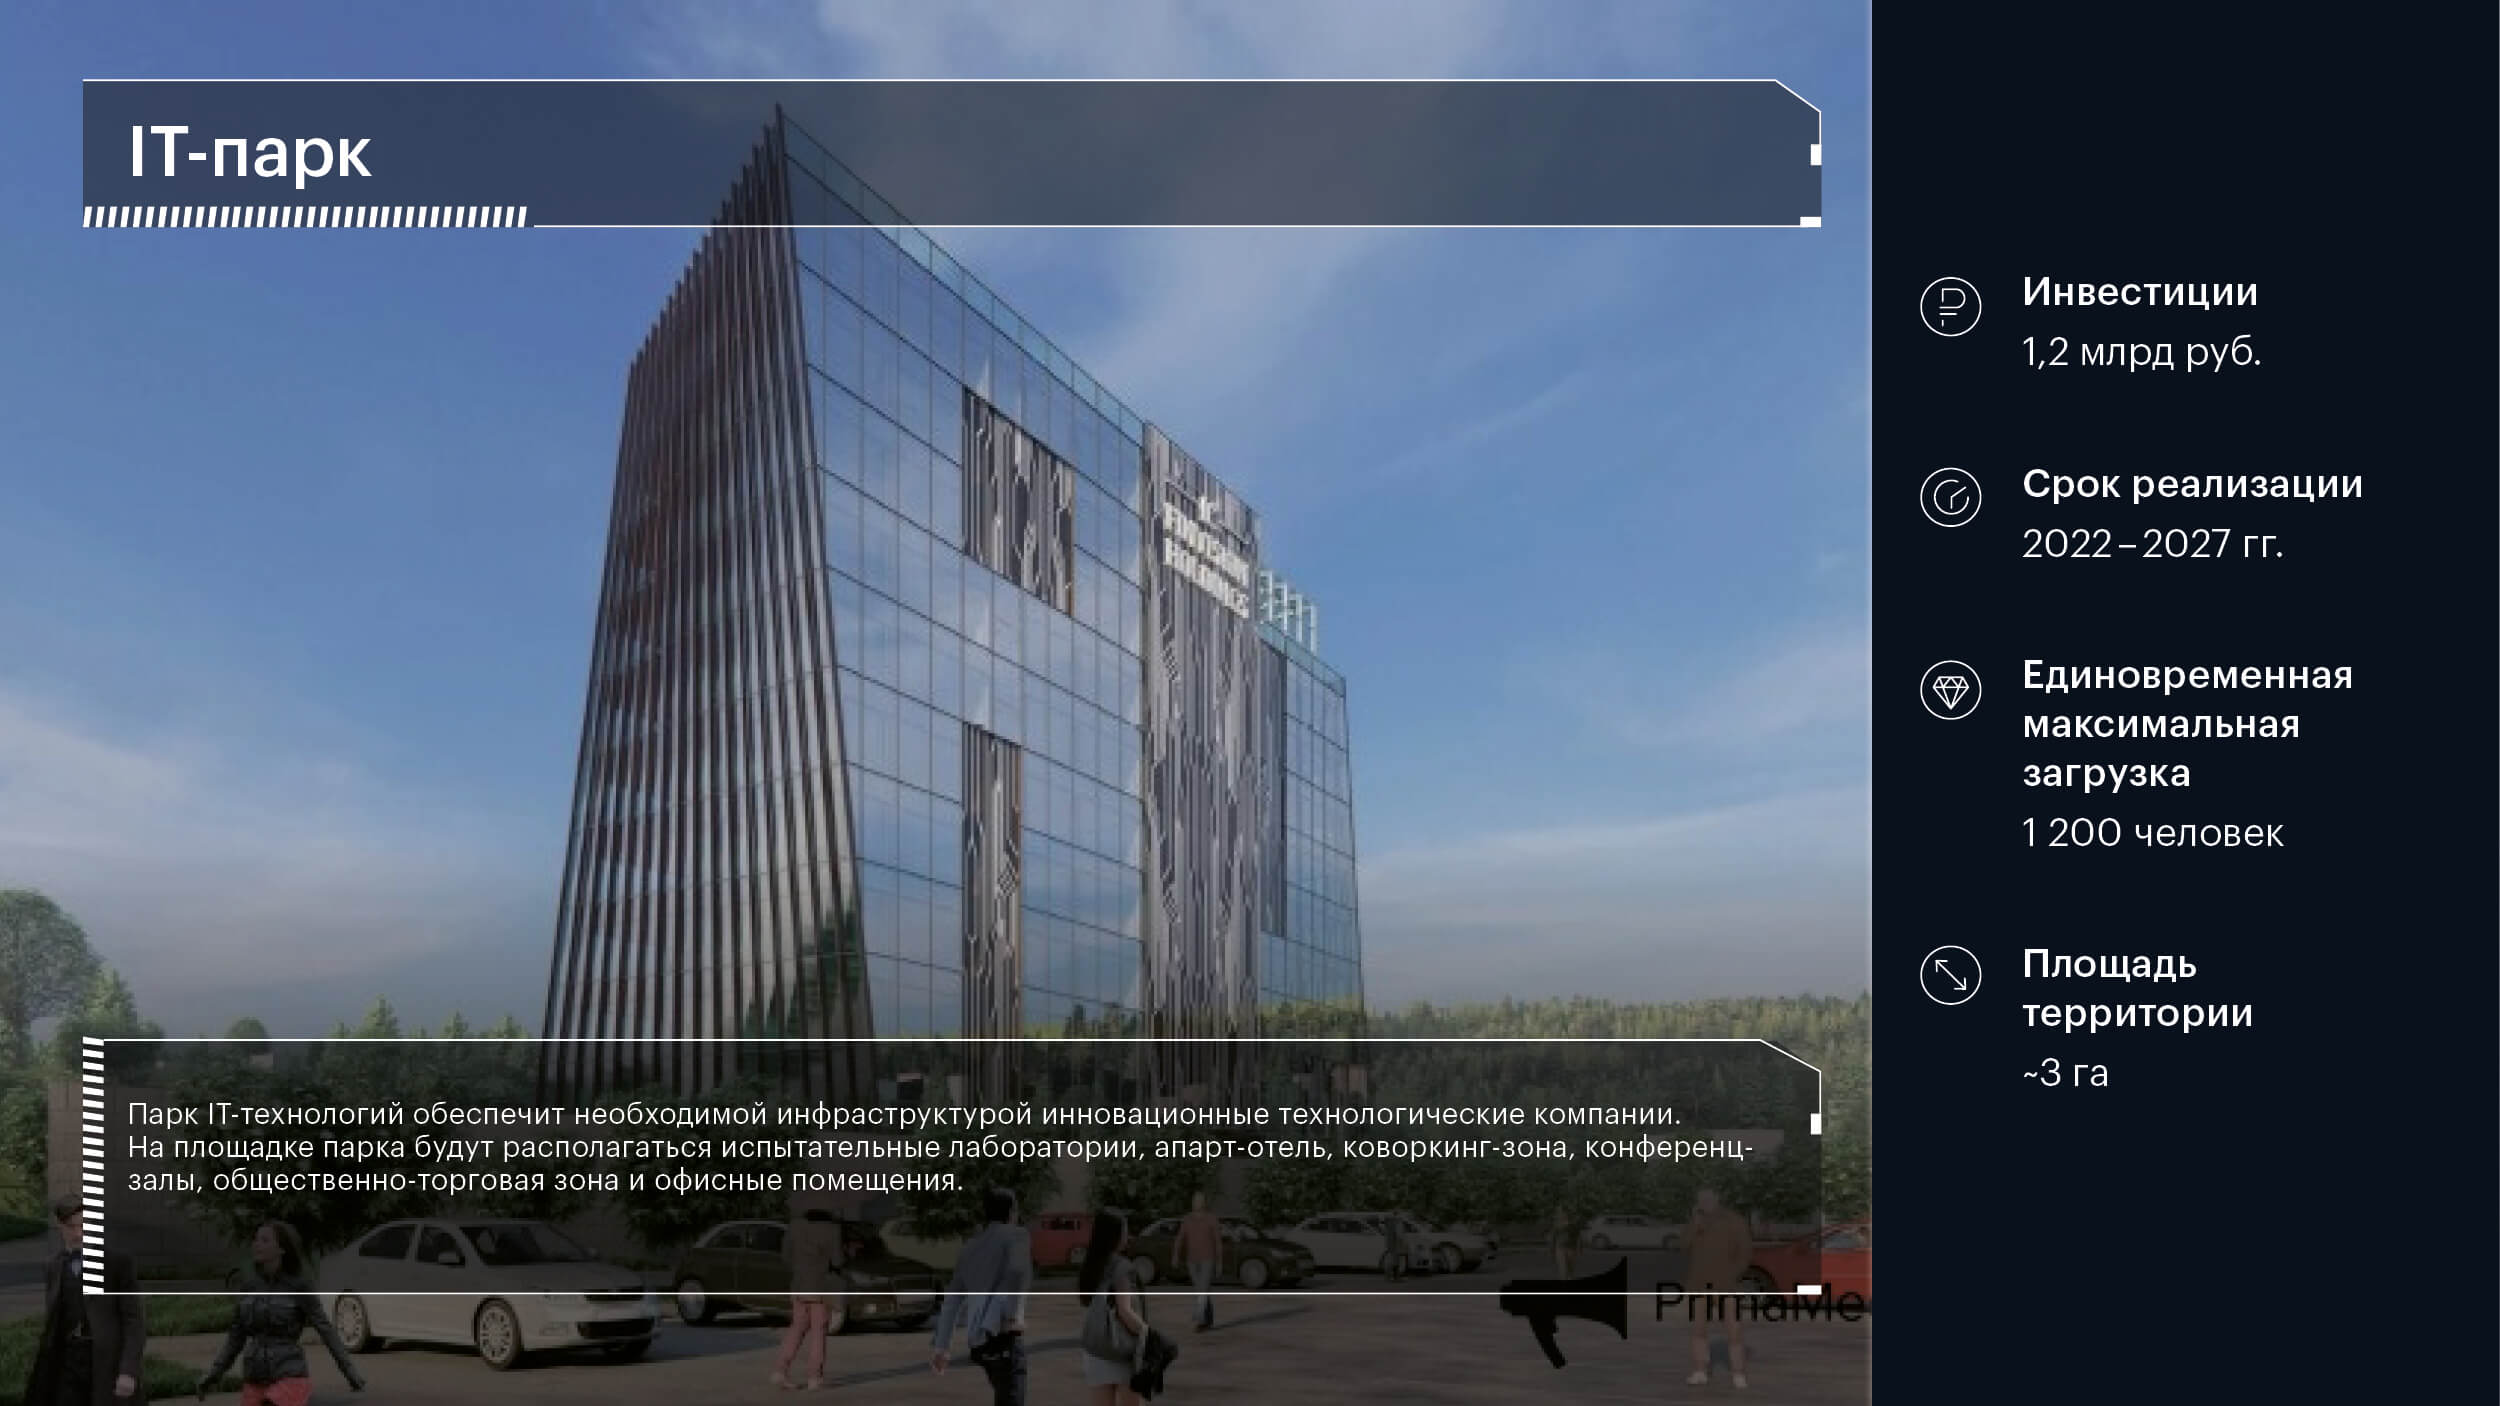 IT-парк
Инвестиции
1,2 млрд руб.
Срок реализации
2022–2027 гг.
Единовременная
максимальная
загрузка
1 200 человек
Площадь
территории
~3 га
Парк IT-технологий обеспечит необходимой инфраструктурой инновационные технологические компании.
На площадке парка будут располагаться испытательные лаборатории, апарт-отель, коворкинг-зона, конференц-
залы, общественно-торговая зона и офисные помещения.
PrimaMe